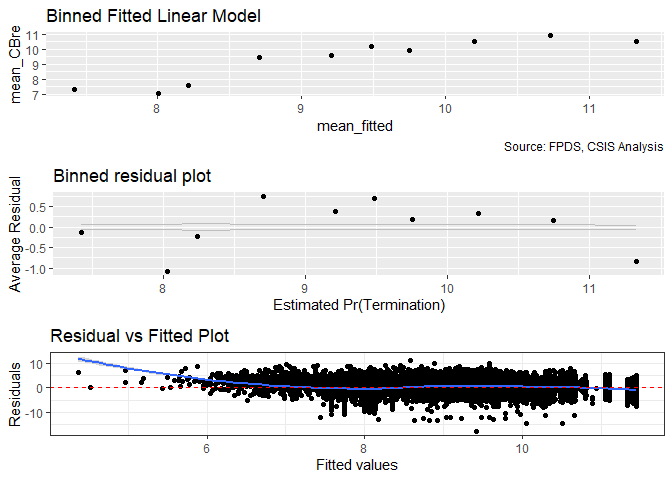 Binned Fitted Linear Model
mean_CBre
11
10
9
8
7
8
9
10
11
mean_fitted
Source: FPDS, CSIS Analysis
Binned residual plot
Average Residual
0.5
0.0
-0.5
-1.0
8
9
10
11
Estimated Pr(Termination)
Residual vs Fitted Plot
Residuals
10
0
-10
6
8
10
Fitted values